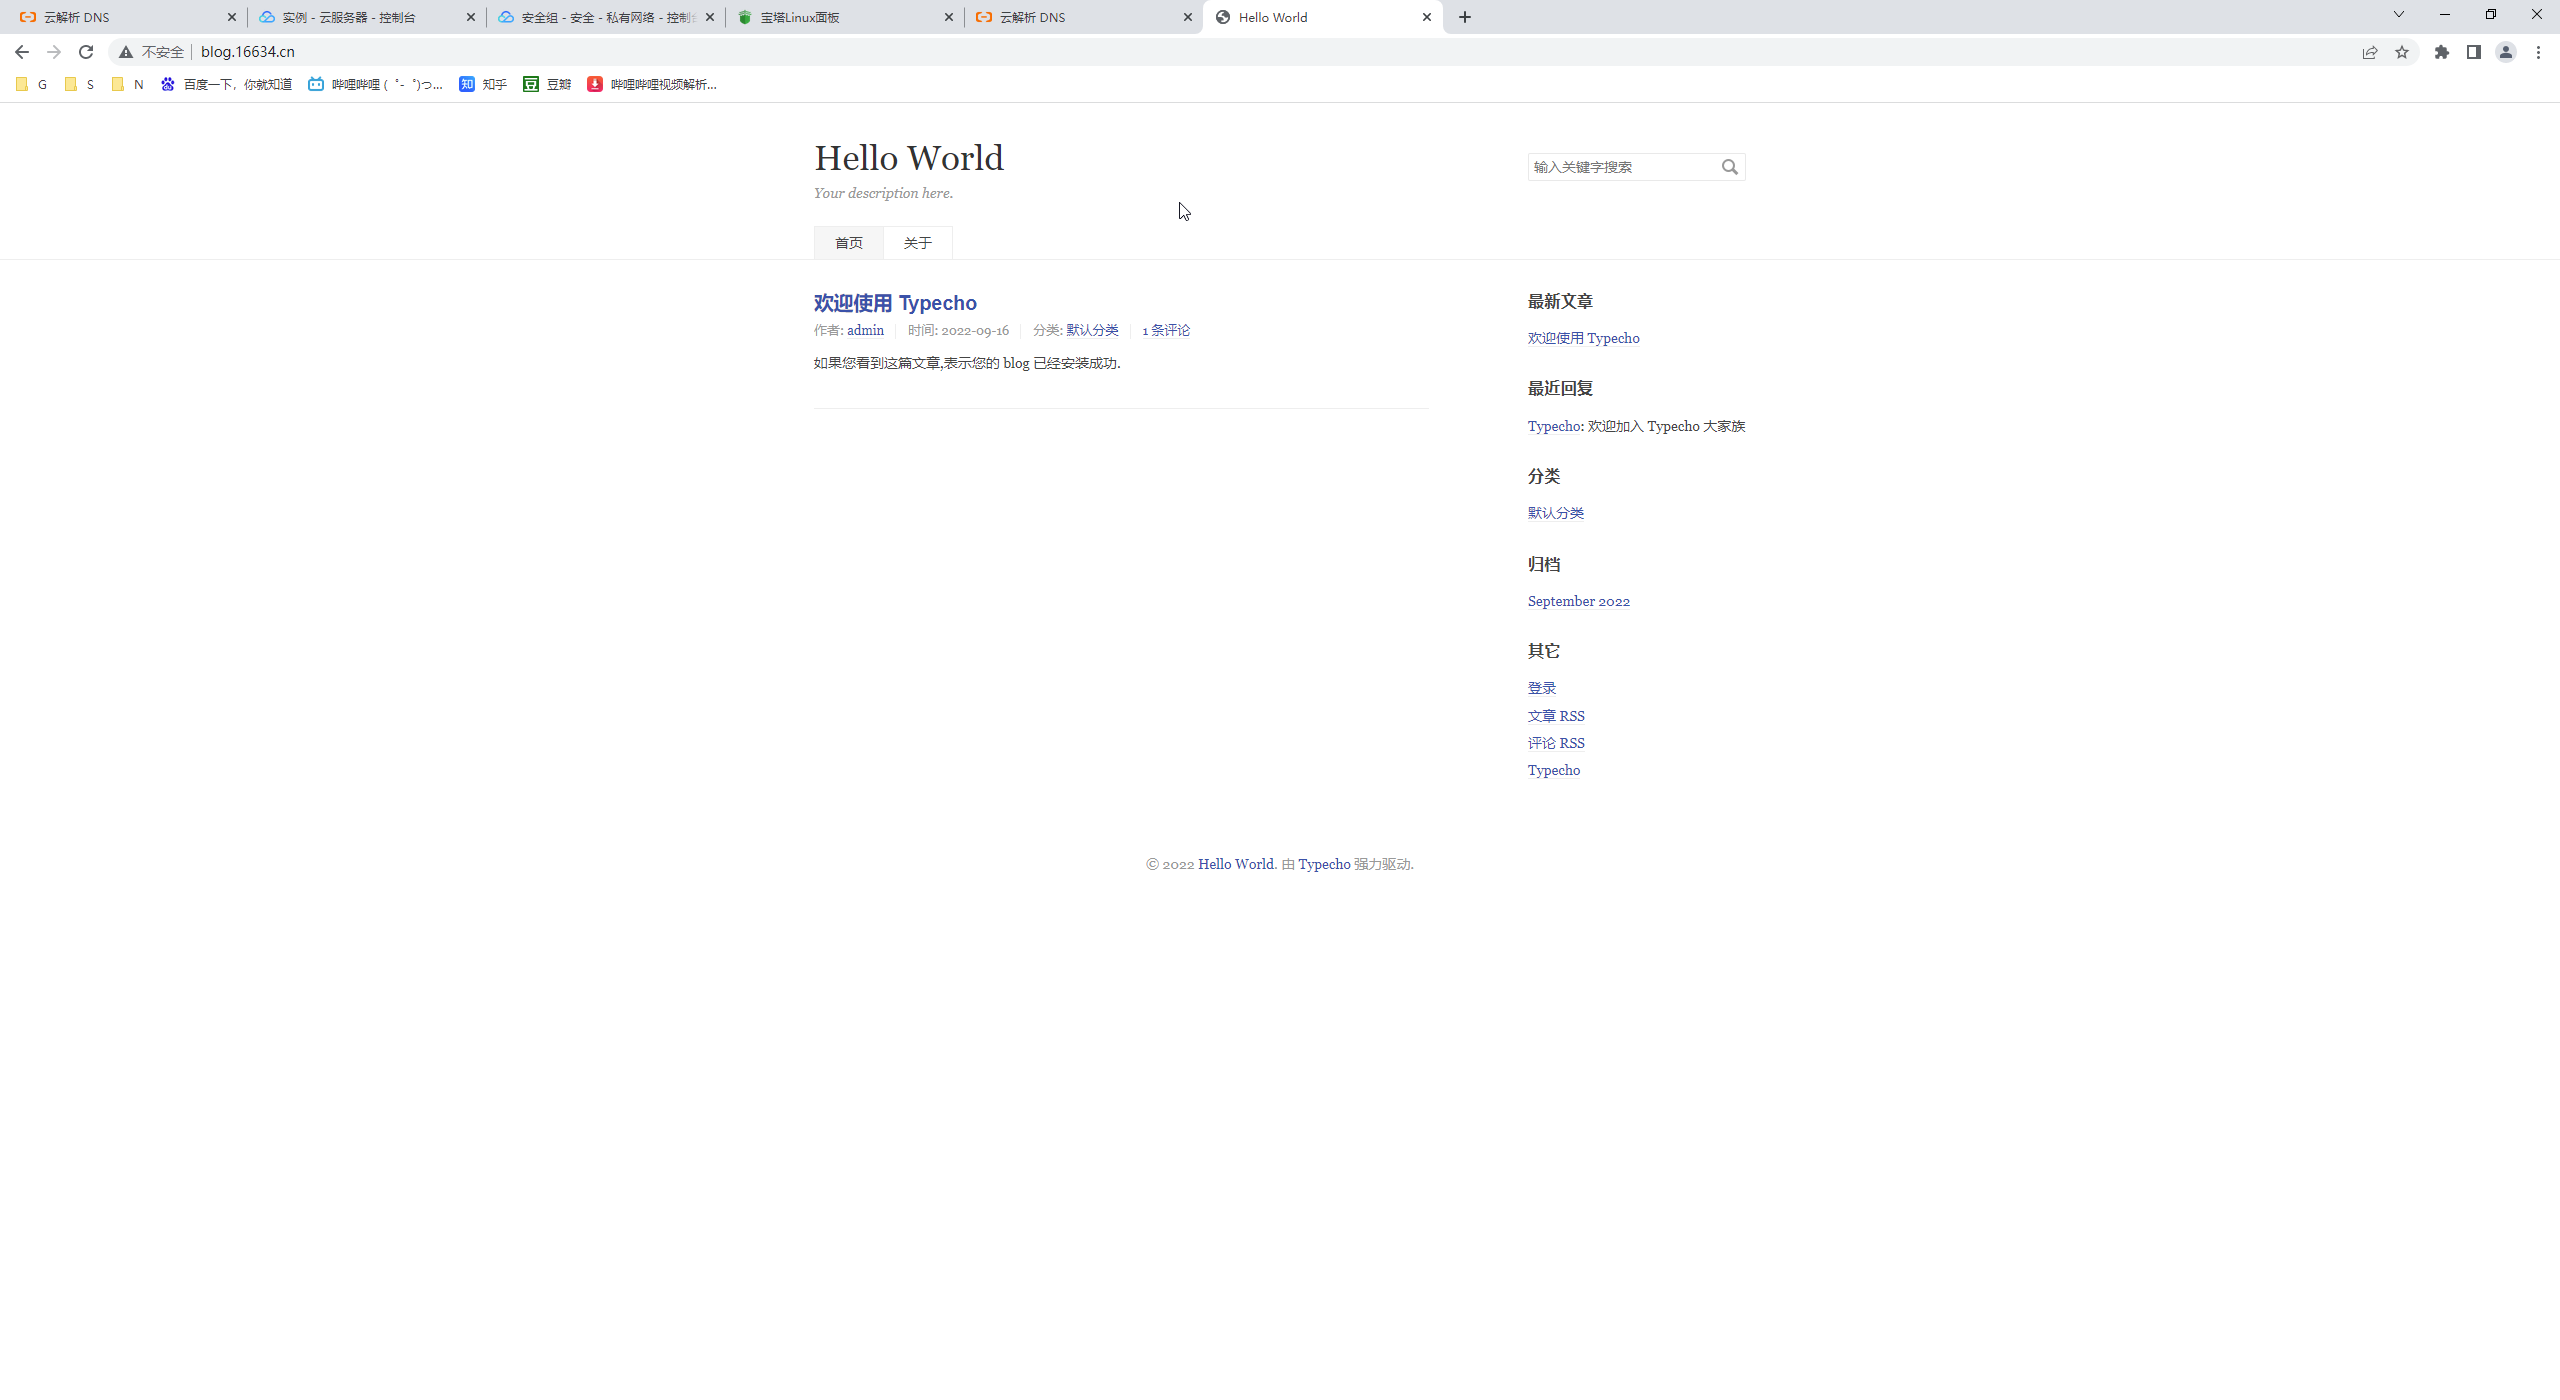 云解析 DNS
实例 - 云服务器 - 控制台
安全组 - 安全 - 私有网络 - 控制台
宝塔Linux面板
云解析 DNS
Hello World
不安全 blog.16634.cn
G
S
N
百度一下，你就知道
哔哩哔哩 (゜-゜)つ...
知 知乎
豆 豆瓣
哔哩哔哩视频解析...
Hello World
Your description here.
输入关键字搜索
首页
关于
欢迎使用 Typecho
作者: admin 时间: 2022-09-16 分类: 默认分类 1 条评论
如果您看到这篇文章,表示您的 blog 已经安装成功.
最新文章
欢迎使用 Typecho
最近回复
Typecho: 欢迎加入 Typecho 大家族
分类
默认分类
归档
September 2022
其它
登录
文章 RSS
评论 RSS
Typecho
© 2022 Hello World. 由 Typecho 强力驱动.